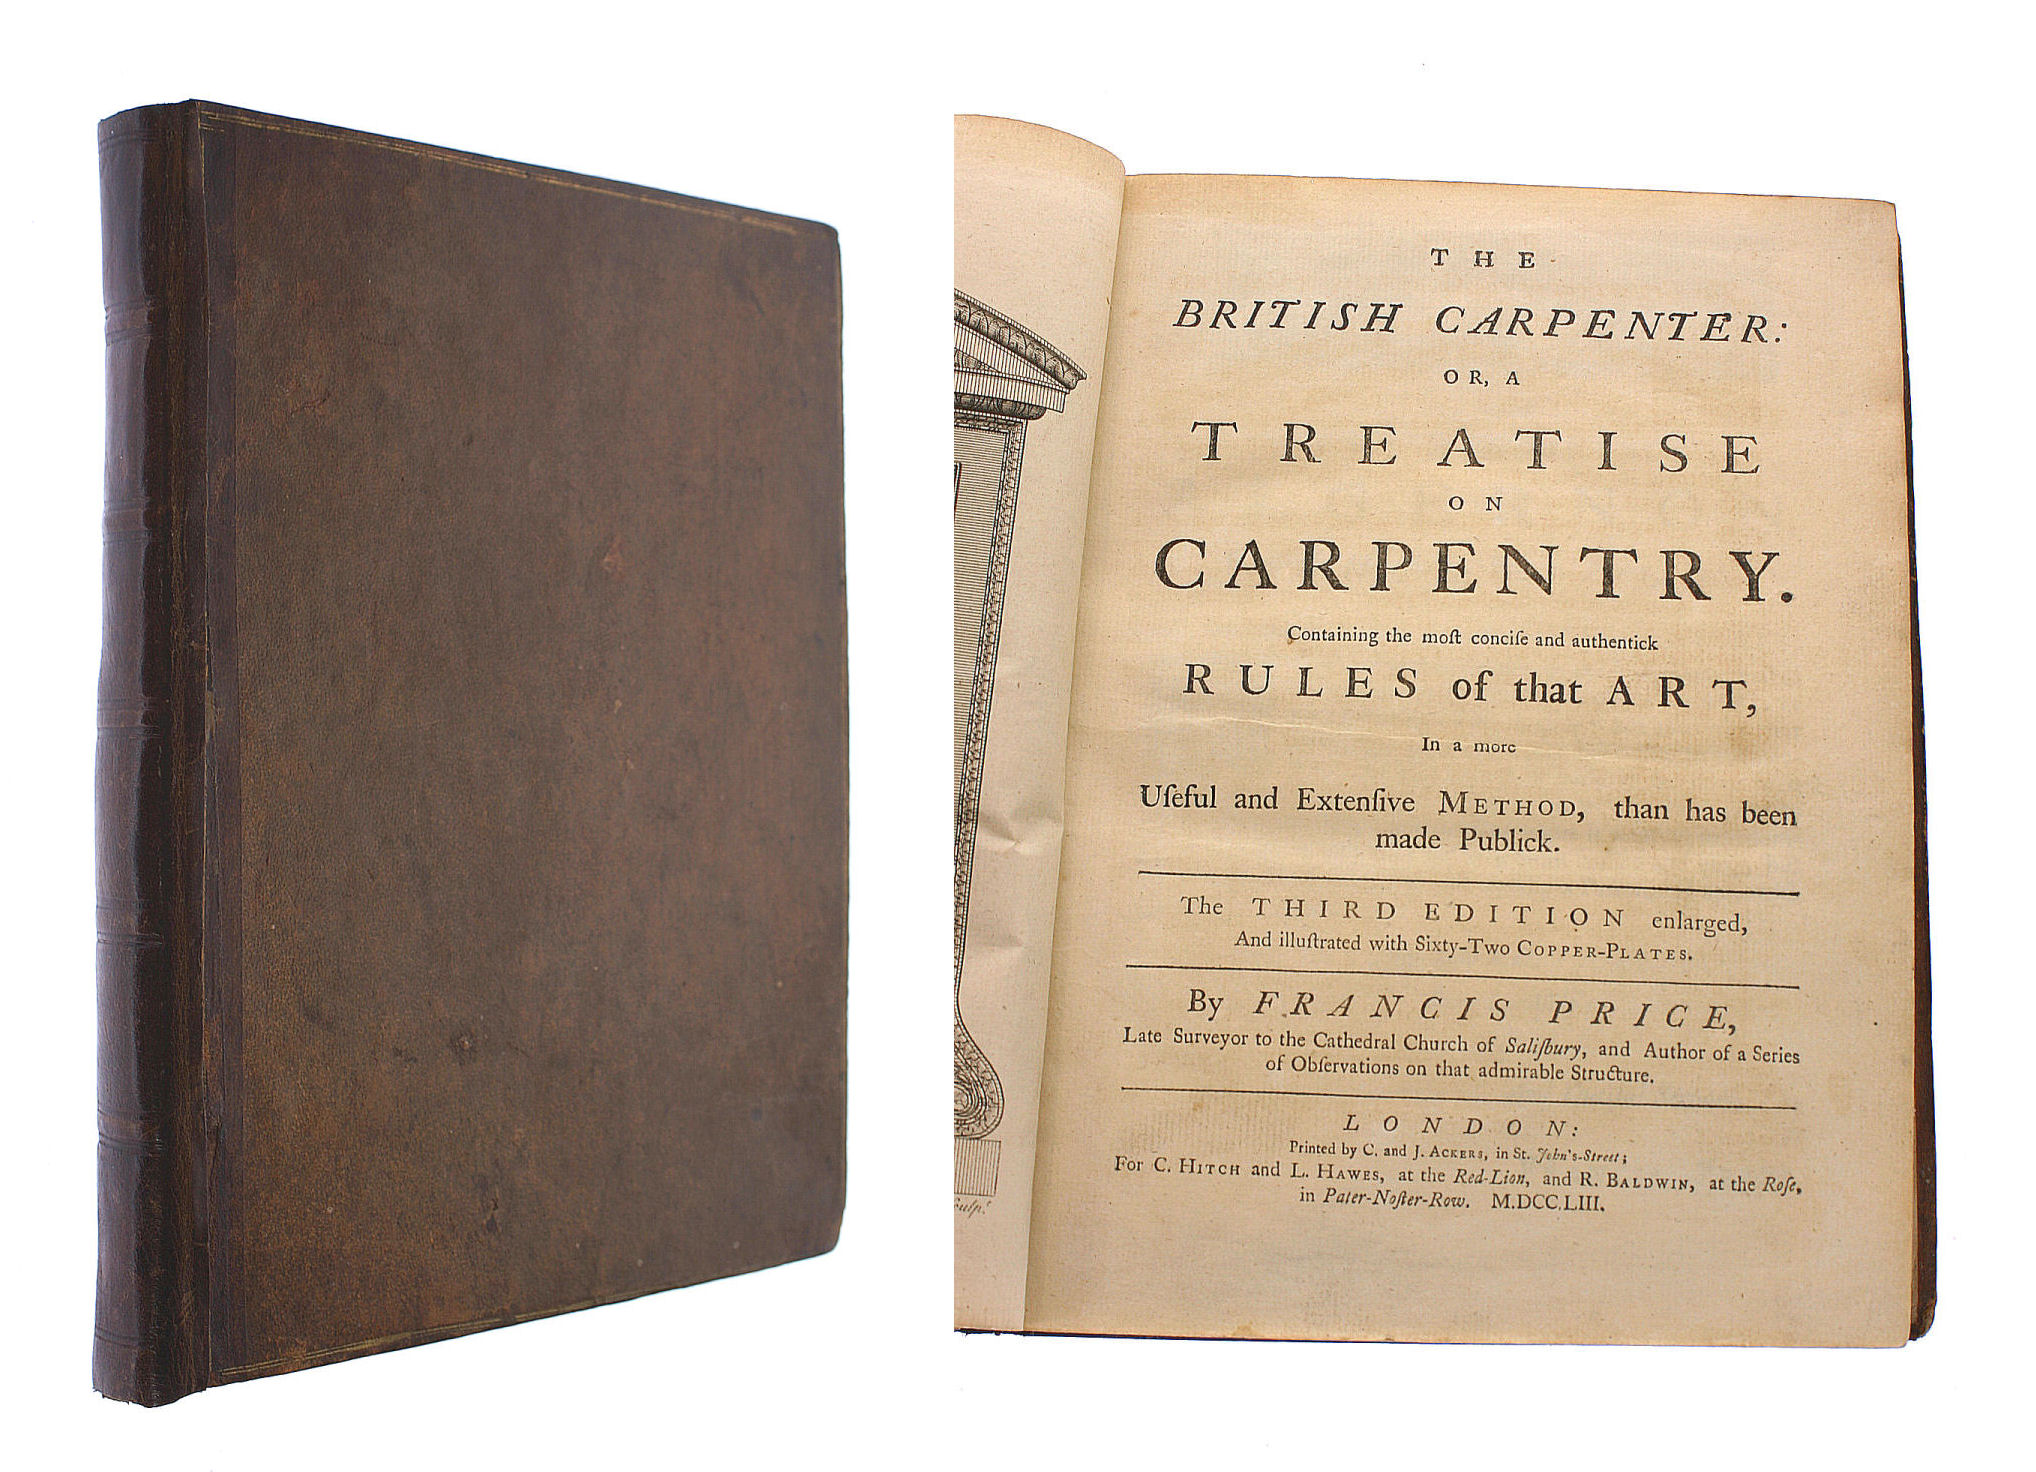 THE
BRITISH CARPENTER:
OR, A
TREATISE
ON
CARPENTRY.
Containing the moſt conciſe and authentick
RULES of that ART,
In a more
Uſeful and Extenſive METHOD, than has been
made Publick.
The THIRD EDITION enlarged,
And illuſtrated with Sixty-Two COPPER-PLATES.
By FRANCIS PRICE,
Late Surveyor to the Cathedral Church of Saliſbury, and Author of a Series
of Obſervations on that admirable Structure.
LONDON:
Printed by C. and J. ACKERS, in St. John's-Street;
For C. HITCH and L. HAWES, at the Red-Lion, and R. BALDWIN, at the Roſe,
in Pater-Noſter-Row. M.DCC.LIII.